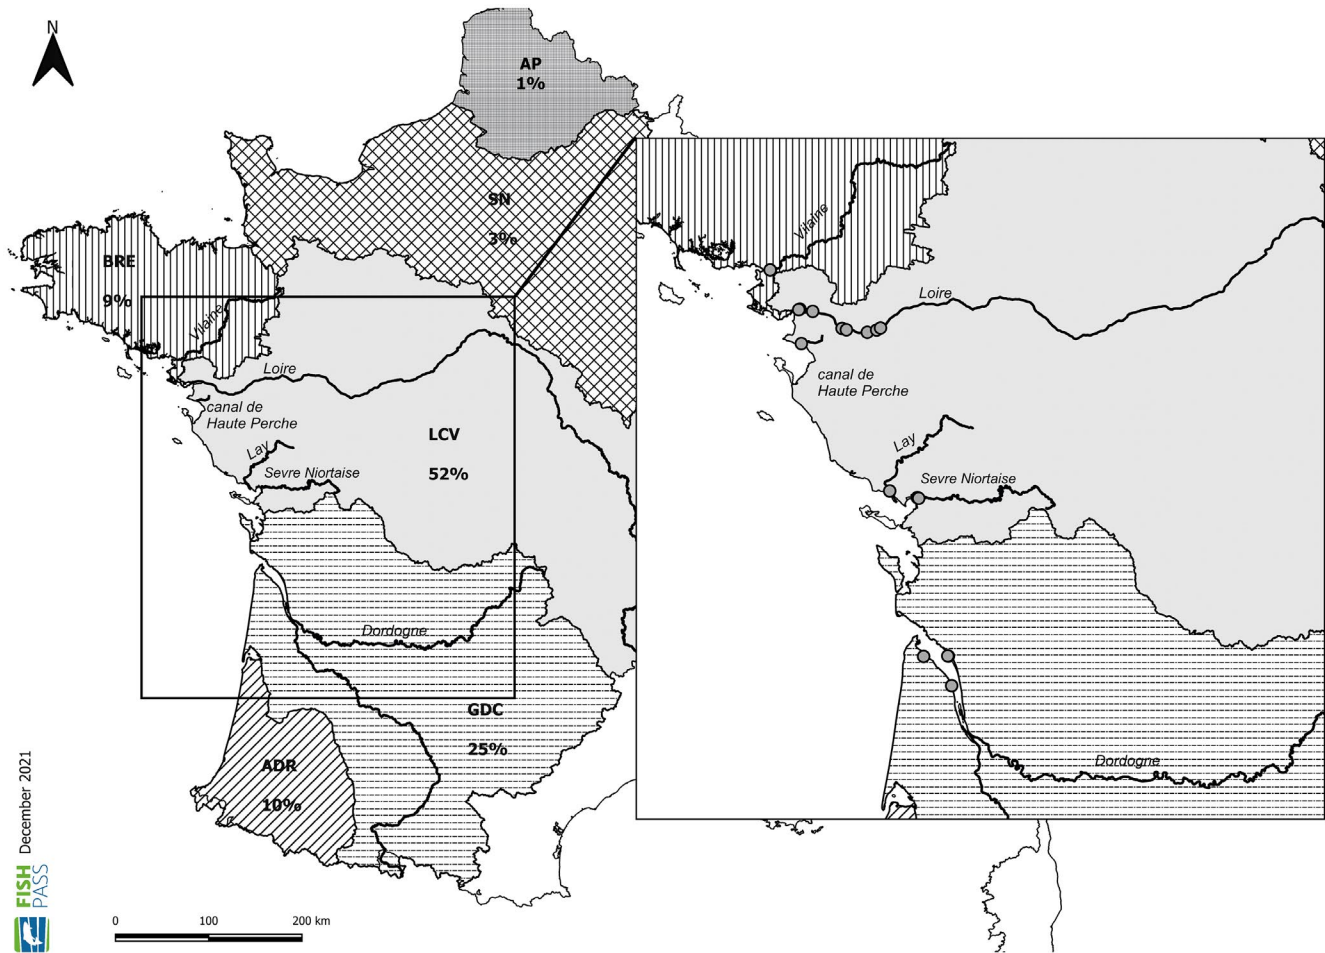 N
AP
1%
SN
3%
BRE
9%
Vilaine
Loire
canal de
Haute Perche
LCV
52%
Lay
Sevre Niortaise
Dordogne
GDC
25%
ADR
10%
Vilaine
Loire
canal de
Haute Perche
Lay
Sevre Niortaise
Dordogne
0 100 200 km
FISH
PASS
December 2021